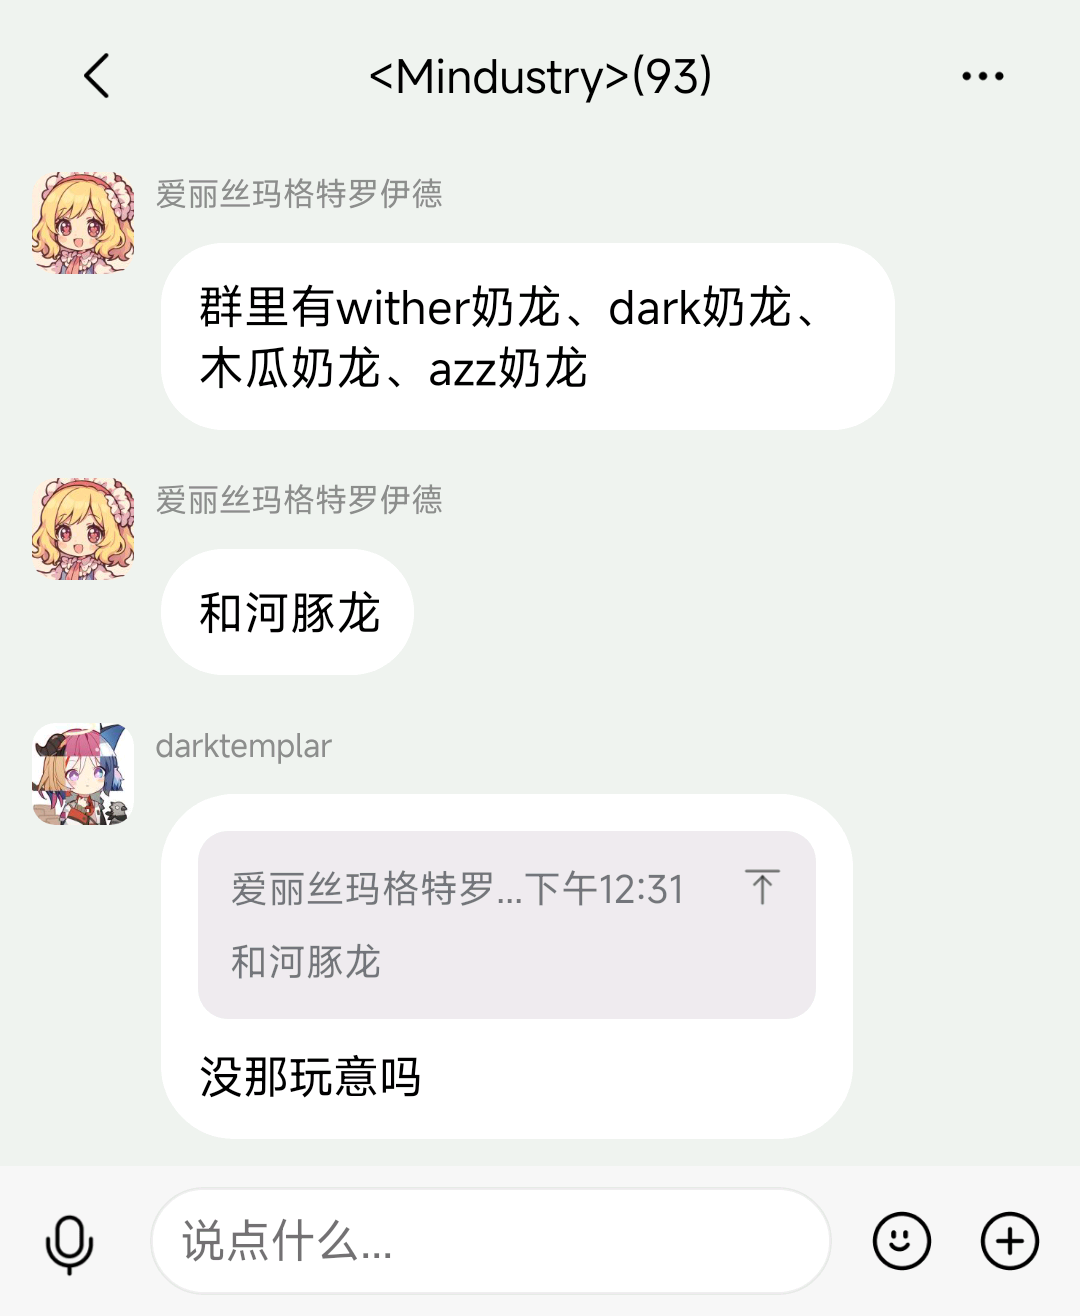 <Mindustry>(93)
爱丽丝玛格特罗伊德
群里有wither奶龙、dark奶龙、
木瓜奶龙、azz奶龙
爱丽丝玛格特罗伊德
和河豚龙
darktemplar
爱丽丝玛格特罗...下午12:31
和河豚龙
没那玩意吗
说点什么...